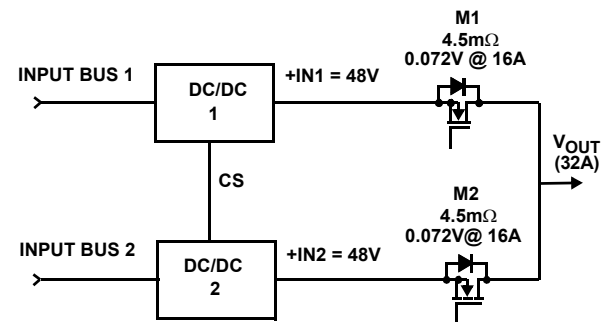 M1
4.5mΩ
0.072V @ 16A
INPUT BUS 1
DC/DC
1
+IN1 = 48V
VOUT
(32A)
CS
M2
4.5mΩ
0.072V@ 16A
INPUT BUS 2
DC/DC
2
+IN2 = 48V